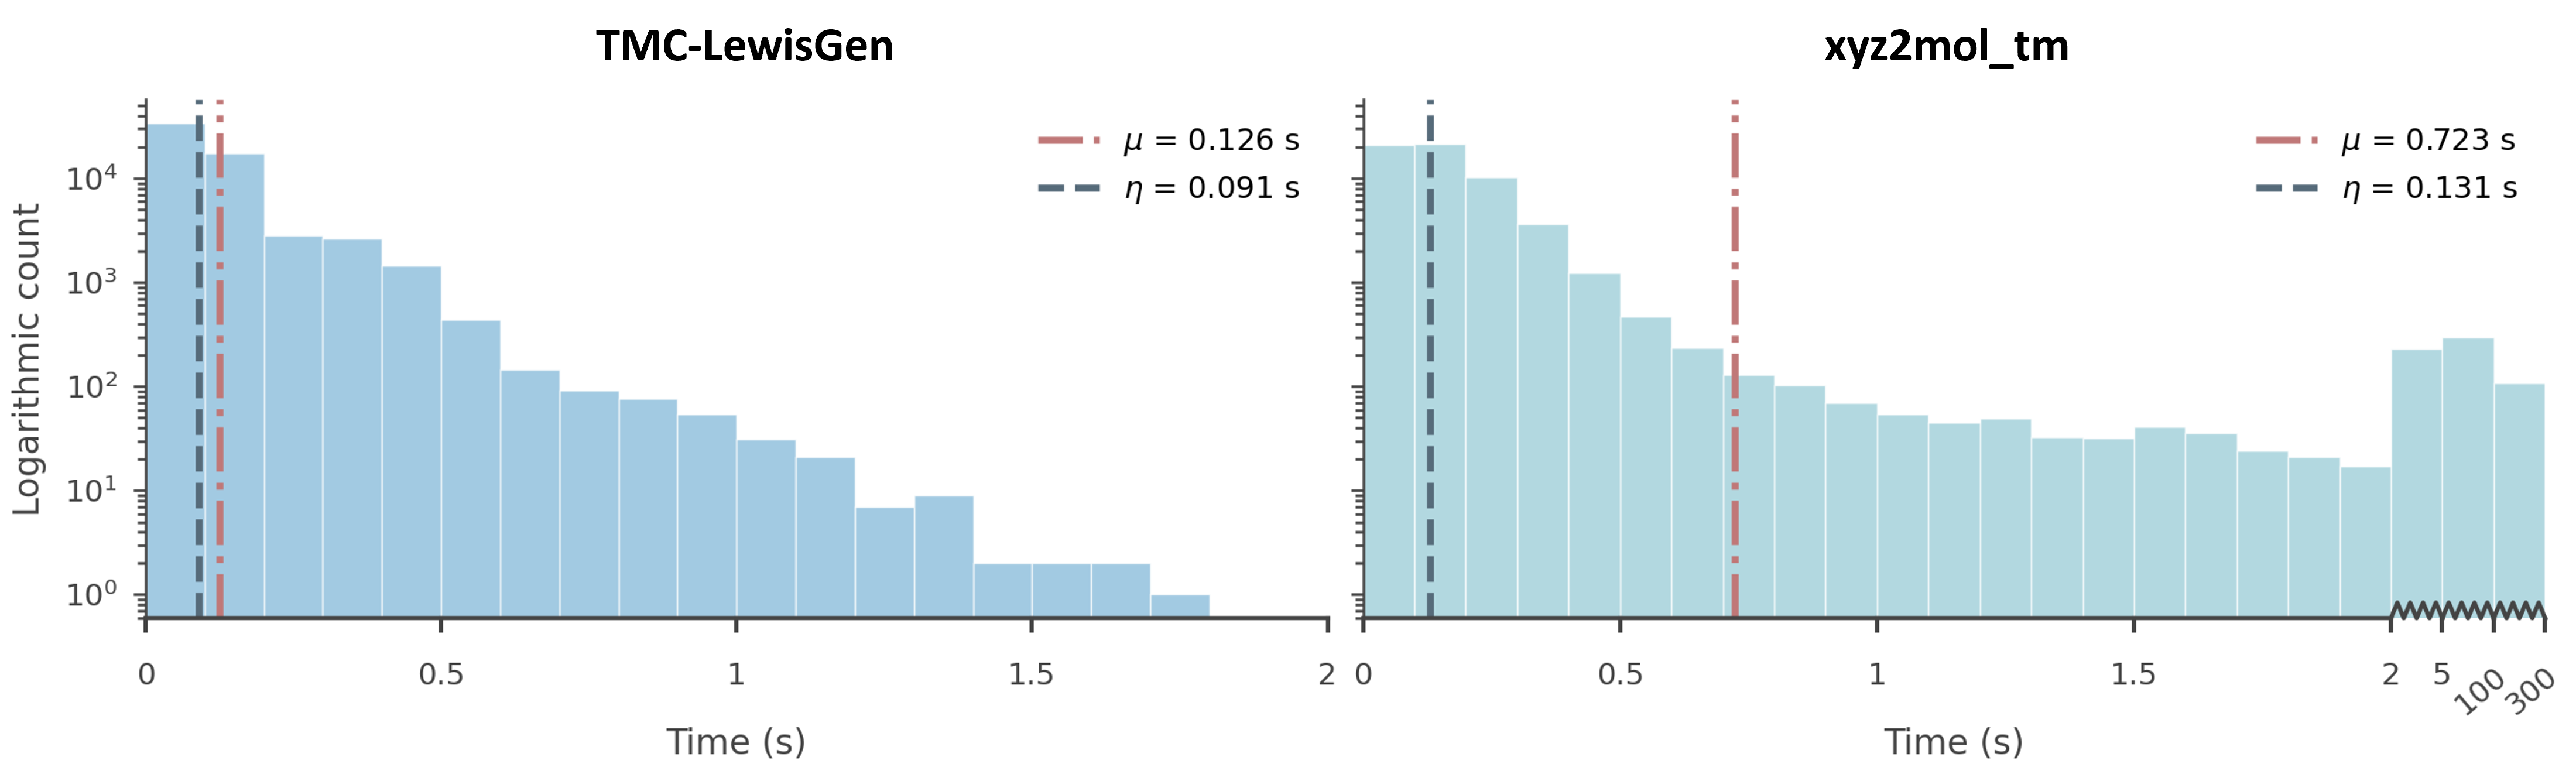 TMC-LewisGen
xyz2mol_tm
μ = 0.126 s
η = 0.091 s
μ = 0.723 s
η = 0.131 s
Logarithmic count
10⁴
10³
10²
10¹
10⁰
0 0.5 1 1.5 2
0 0.5 1 1.5 2 5 100 300
Time (s)
Time (s)